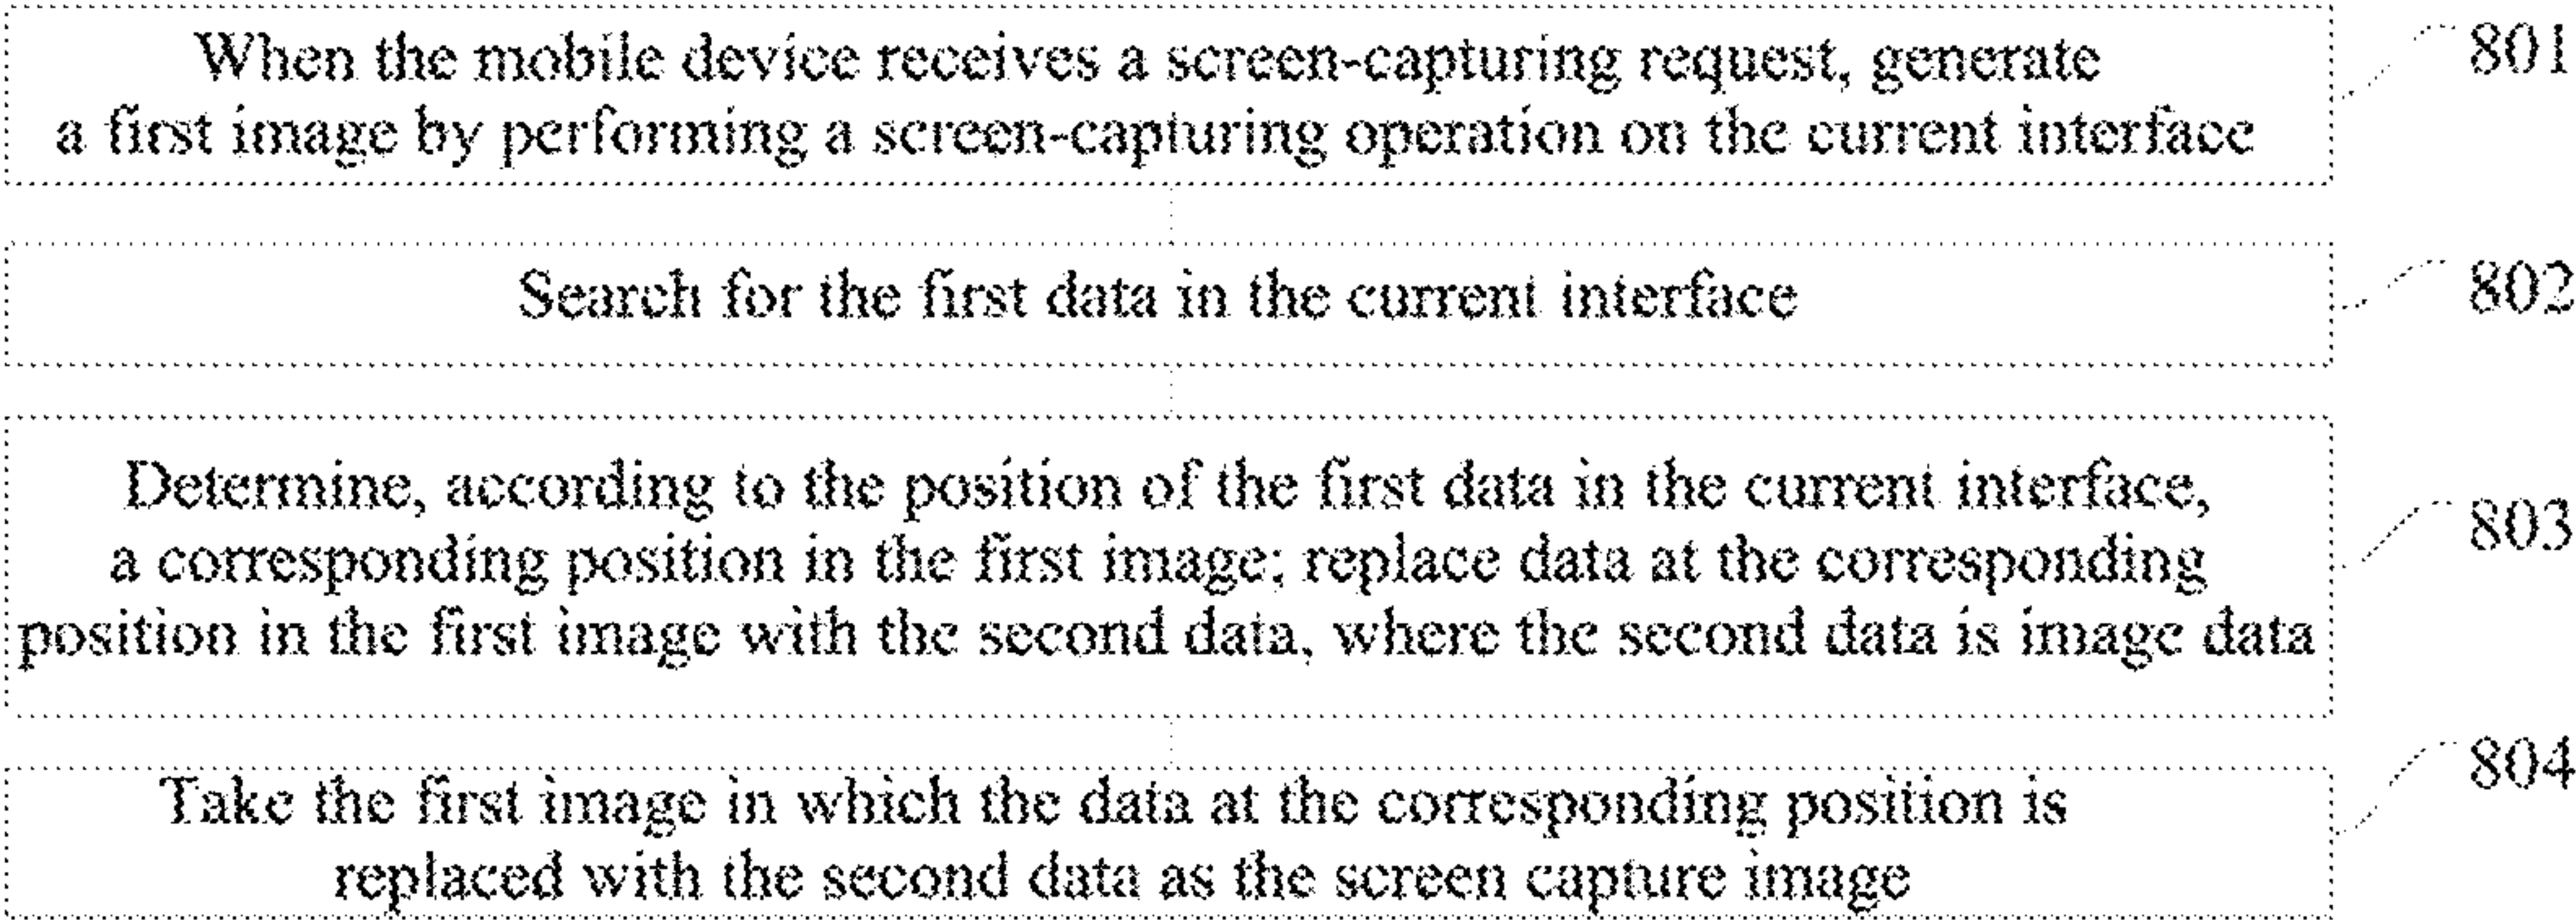 When the mobile device receives a screen-capturing request, generate
a first image by performing a screen-capturing operation on the current interface
801
Search for the first data in the current interface
802
Determine, according to the position of the first data in the current interface,
a corresponding position in the first image; replace data at the corresponding
position in the first image with the second data, where the second data is image data
803
Take the first image in which the data at the corresponding position is
replaced with the second data as the screen capture image
804